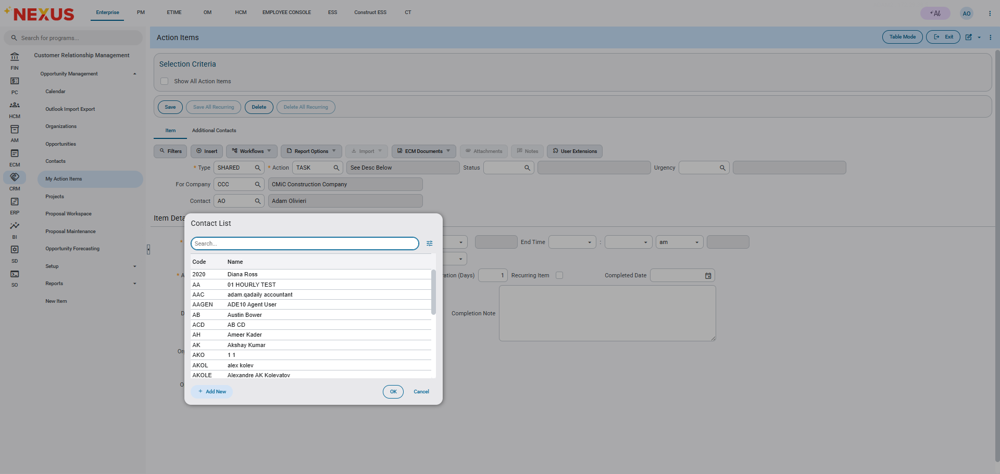 NEXUS
Enterprise PM ETIME OM HCM EMPLOYEE CONSOLE ESS Construct ESS CT
AI AO
Search for programs...
Action Items
Table Mode Exit
FIN
PC
HCM
AM
ECM
CRM
ERP
BI
SD
SO
Customer Relationship Management
Opportunity Management
Calendar
Outlook Import Export
Organizations
Opportunities
Contacts
My Action Items
Projects
Proposal Workspace
Proposal Maintenance
Opportunity Forecasting
Setup
Reports
New Item
Selection Criteria
Show All Action Items
Save Save All Recurring Delete Delete All Recurring
Item Additional Contacts
Filters Insert Workflows Report Options Import ECM Documents Attachments Notes User Extensions
* Type SHARED * Action TASK See Desc Below Status Urgency
For Company CCC CMiC Construction Company
Contact AO Adam Olivieri
Item Deta
* End Time : am
* A ration (Days) 1 Recurring Item Completed Date
D Completion Note
Org
O
Contact List
Search...
Code Name
2020 Diana Ross
AA 01 HOURLY TEST
AAC adam.qadaily accountant
AAGEN ADE10 Agent User
AB Austin Bower
ACD AB CD
AH Ameer Kader
AK Akshay Kumar
AKO 1 1
AKOL alex kolev
AKOLE Alexandre AK Kolevatov
+ Add New OK Cancel